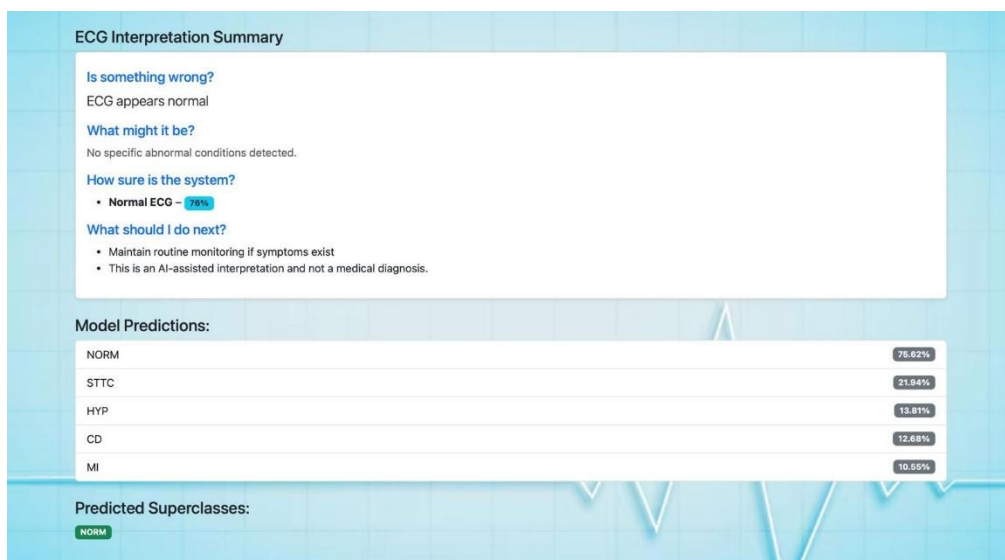 ECG Interpretation Summary
Is something wrong?
ECG appears normal
What might it be?
No specific abnormal conditions detected.
How sure is the system?
• Normal ECG – 76%
What should I do next?
• Maintain routine monitoring if symptoms exist
• This is an AI-assisted interpretation and not a medical diagnosis.
Model Predictions:
NORM 75.62%
STTC 21.94%
HYP 13.81%
CD 12.68%
MI 10.55%
Predicted Superclasses:
NORM